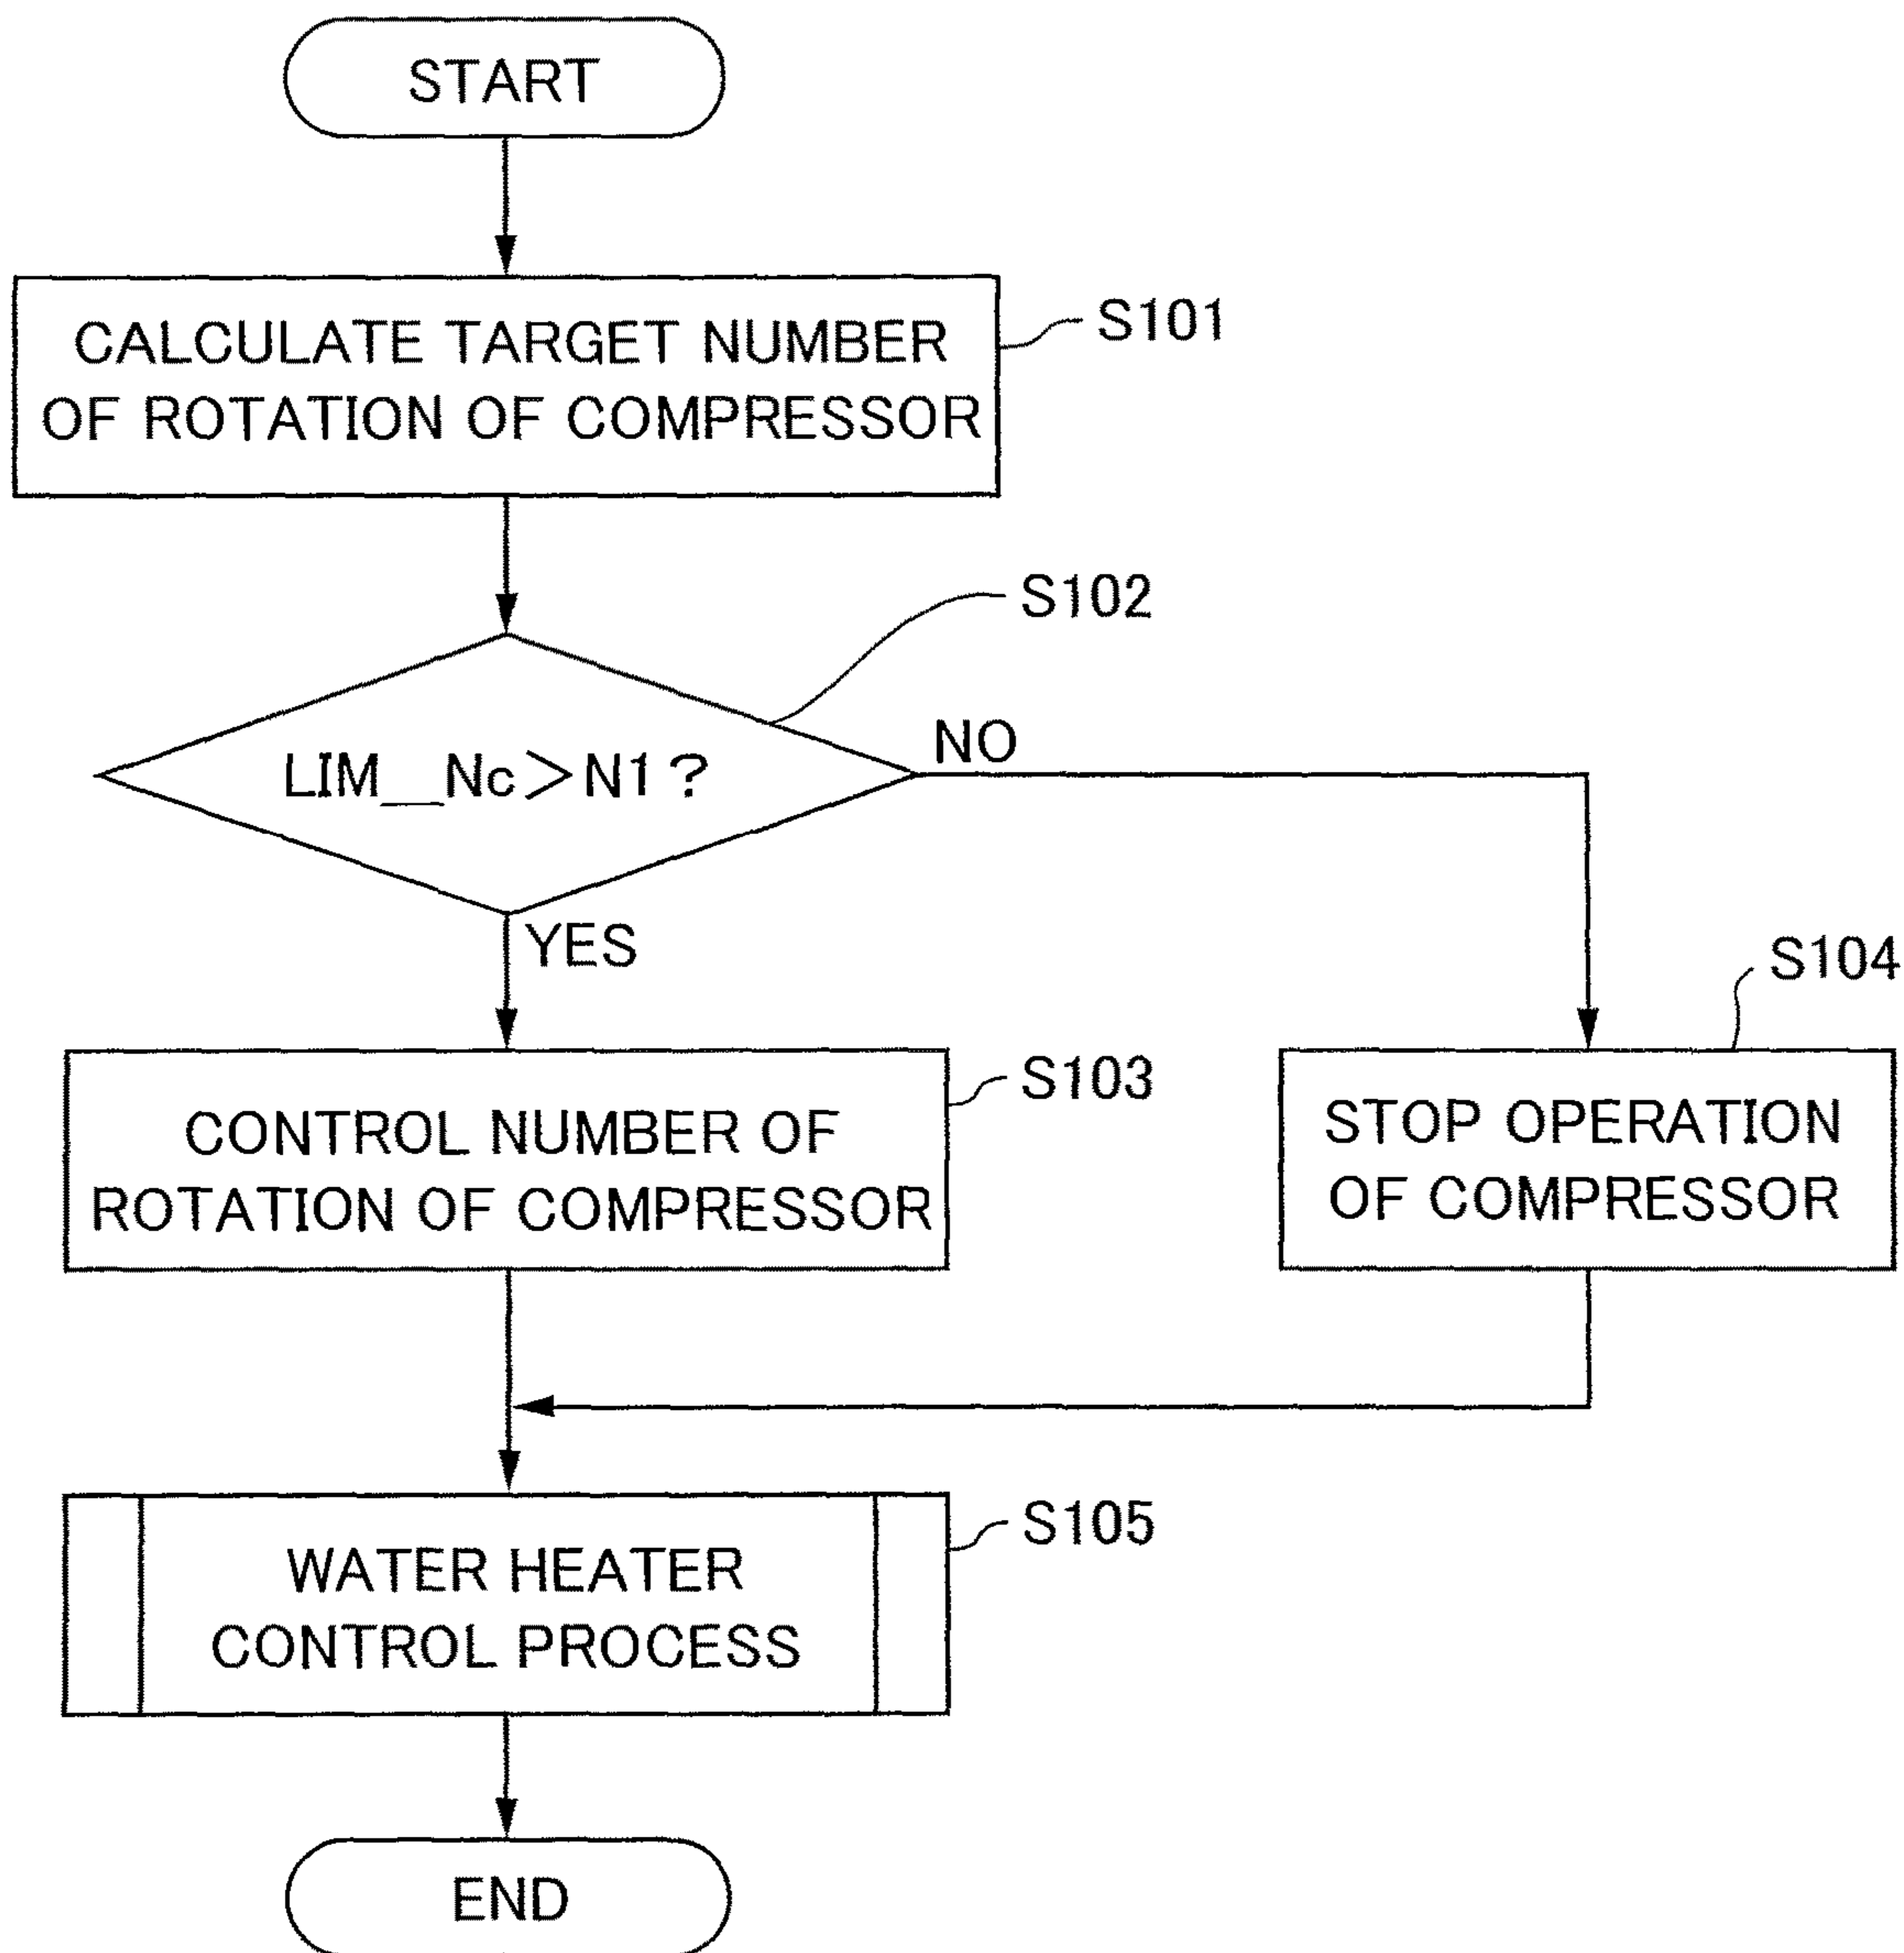 START
CALCULATE TARGET NUMBER
OF ROTATION OF COMPRESSOR
S101
S102
LIM__Nc>N1?
NO
YES
S103
CONTROL NUMBER OF
ROTATION OF COMPRESSOR
S104
STOP OPERATION
OF COMPRESSOR
S105
WATER HEATER
CONTROL PROCESS
END